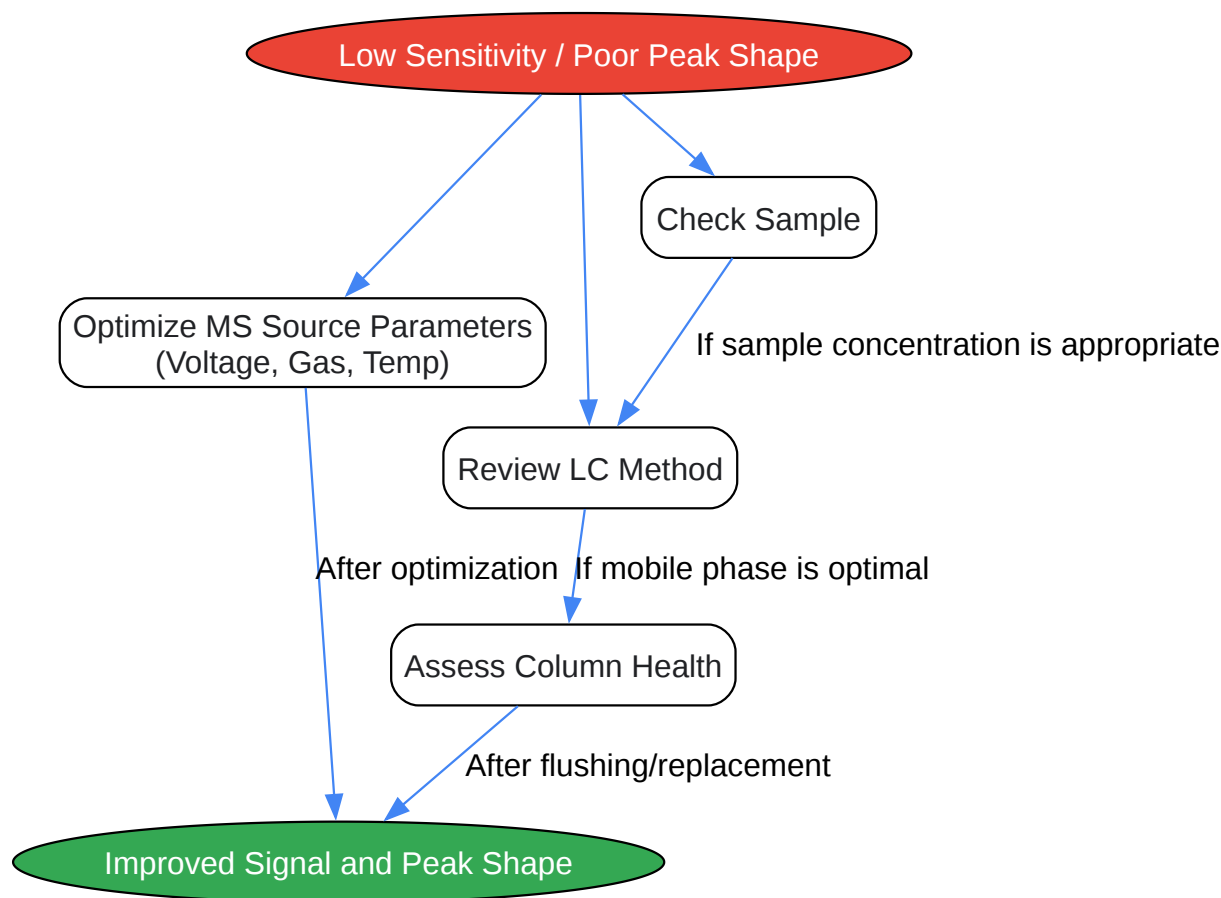 Low Sensitivity / Poor Peak Shape
Check Sample
Optimize MS Source Parameters
(Voltage, Gas, Temp)
If sample concentration is appropriate
Review LC Method
After optimization
If mobile phase is optimal
Assess Column Health
After flushing/replacement
Improved Signal and Peak Shape